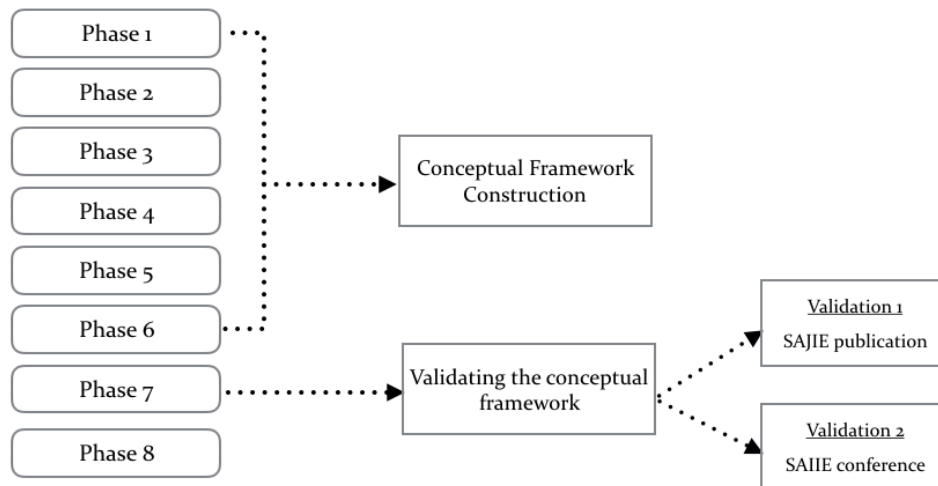 Phase 1
Phase 2
Phase 3
Phase 4
Phase 5
Phase 6
Phase 7
Phase 8
Conceptual Framework
Construction
Validating the conceptual
framework
Validation 1
SAJIE publication
Validation 2
SAIIE conference